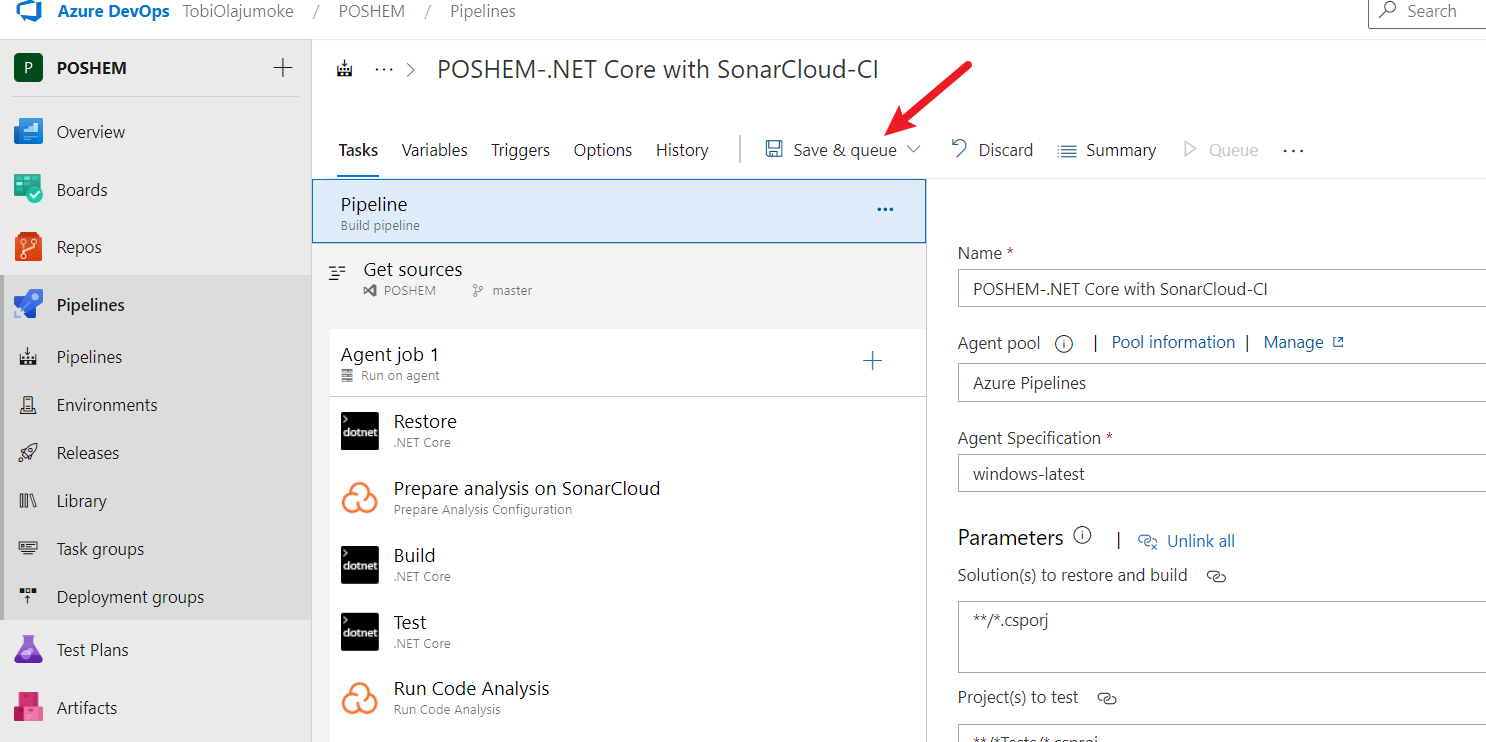 Azure DevOps TobiOlajumoke / POSHEM / Pipelines
Search
P POSHEM
POSHEM-.NET Core with SonarCloud-CI
Overview
Boards
Repos
Pipelines
Pipelines
Environments
Releases
Library
Task groups
Deployment groups
Test Plans
Artifacts
Tasks Variables Triggers Options History Save & queue Discard Summary Queue
Pipeline
Build pipeline
Get sources
POSHEM master
Agent job 1
Run on agent
dotnet
Restore
.NET Core
Prepare analysis on SonarCloud
Prepare Analysis Configuration
dotnet
Build
.NET Core
dotnet
Test
.NET Core
Run Code Analysis
Run Code Analysis
Name *
POSHEM-.NET Core with SonarCloud-CI
Agent pool | Pool information | Manage
Azure Pipelines
Agent Specification *
windows-latest
Parameters | Unlink all
Solution(s) to restore and build
**/*.csporj
Project(s) to test